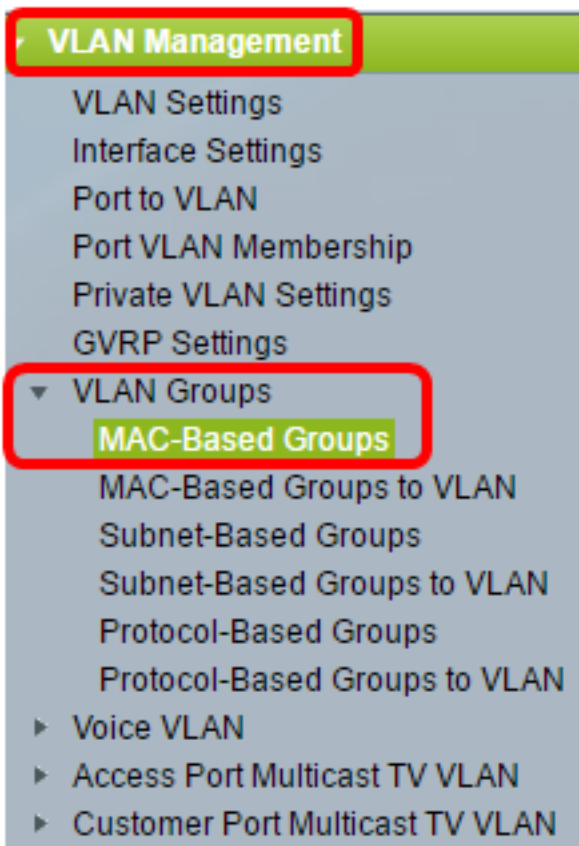 VLAN Management
VLAN Settings
Interface Settings
Port to VLAN
Port VLAN Membership
Private VLAN Settings
GVRP Settings
VLAN Groups
MAC-Based Groups
MAC-Based Groups to VLAN
Subnet-Based Groups
Subnet-Based Groups to VLAN
Protocol-Based Groups
Protocol-Based Groups to VLAN
Voice VLAN
Access Port Multicast TV VLAN
Customer Port Multicast TV VLAN